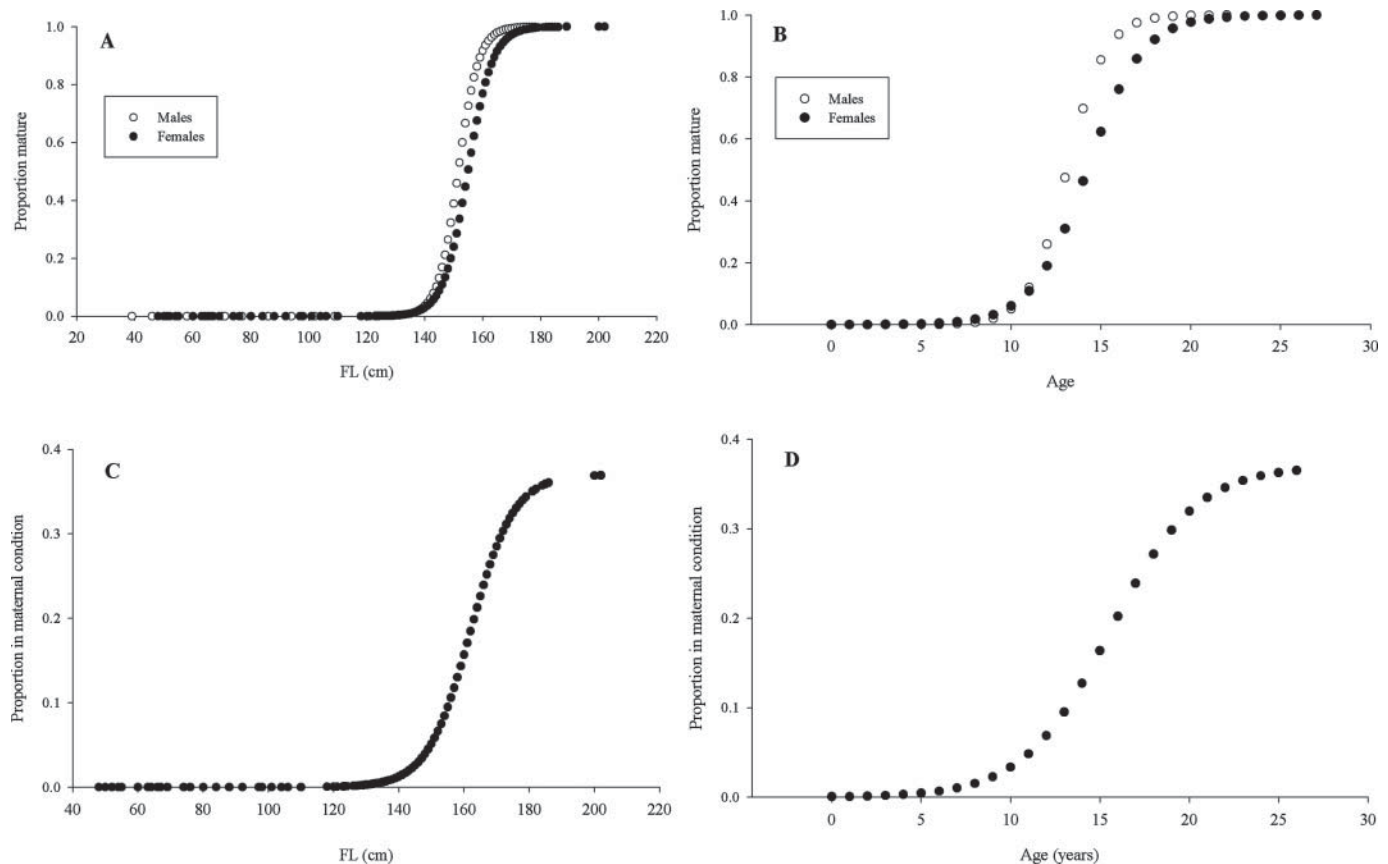 A
Males
Females
Proportion mature
1.0
0.8
0.6
0.4
0.2
0.0
20 40 60 80 100 120 140 160 180 200 220
FL (cm)
B
Males
Females
Proportion mature
1.0
0.8
0.6
0.4
0.2
0.0
0 5 10 15 20 25 30
Age
C
Proportion in maternal condtion
0.4
0.3
0.2
0.1
0.0
40 60 80 100 120 140 160 180 200 220
FL (cm)
D
Proportion in maternal condition
0.4
0.3
0.2
0.1
0.0
0 5 10 15 20 25 30
Age (years)